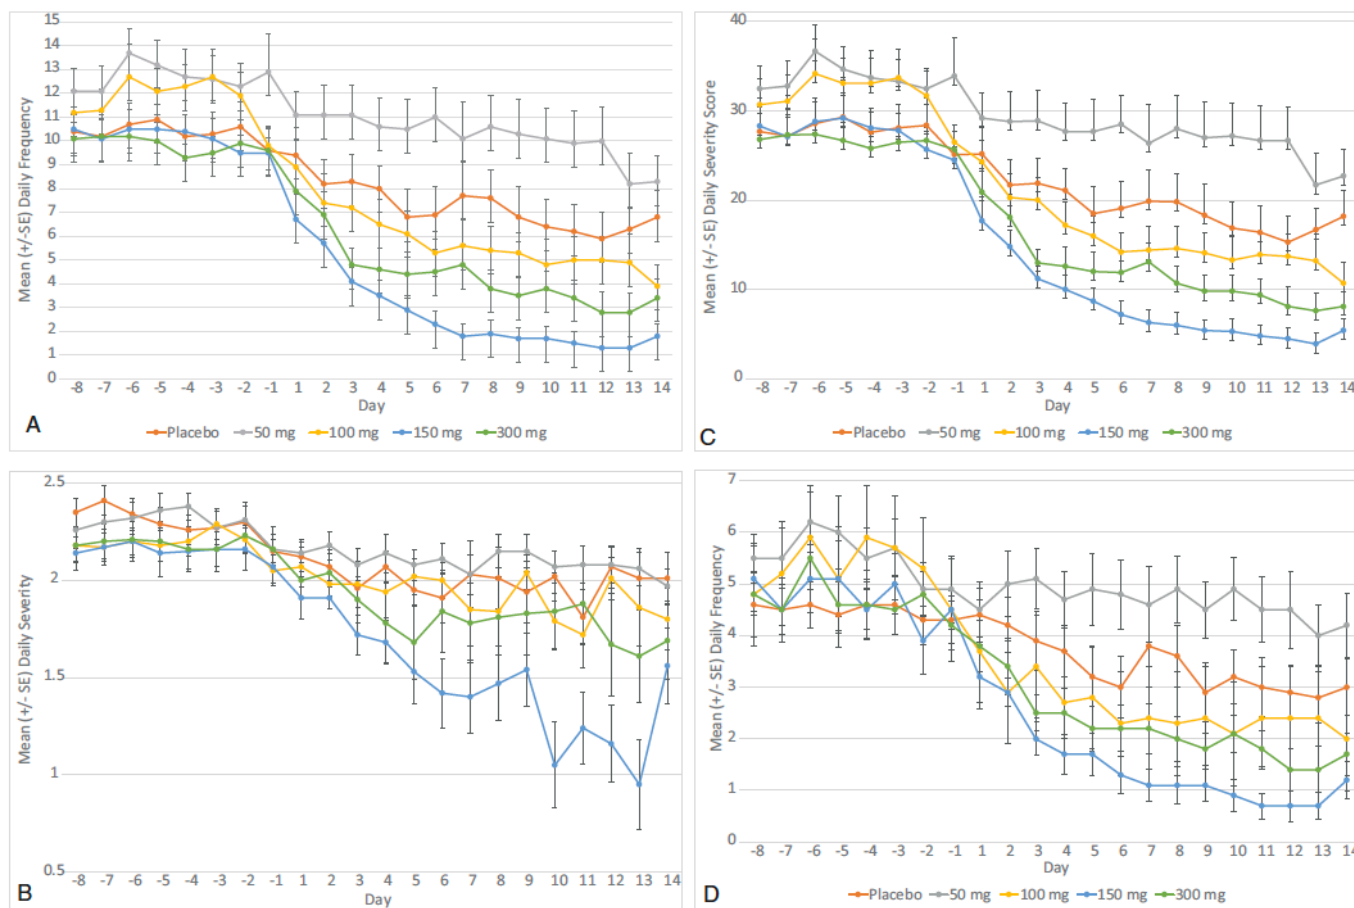 15
14
13
12
11
10
9
8
7
6
5
4
3
2
1
0
Mean (+/-SE) Daily Frequency
-8 -7 -6 -5 -4 -3 -2 -1 1 2 3 4 5 6 7 8 9 10 11 12 13 14
Day
A
Placebo 50 mg 100 mg 150 mg 300 mg
40
30
20
10
0
Mean (+/- SE) Daily Severity Score
-8 -7 -6 -5 -4 -3 -2 -1 1 2 3 4 5 6 7 8 9 10 11 12 13 14
Day
C
Placebo 50 mg 100 mg 150 mg 300 mg
2.5
2
1.5
1
0.5
Mean (+/- SE) Daily Severity
-8 -7 -6 -5 -4 -3 -2 -1 1 2 3 4 5 6 7 8 9 10 11 12 13 14
Day
B
7
6
5
4
3
2
1
0
Mean (+/- SE) Daily Frequency
-8 -7 -6 -5 -4 -3 -2 -1 1 2 3 4 5 6 7 8 9 10 11 12 13 14
Day
D
Placebo 50 mg 100 mg 150 mg 300 mg